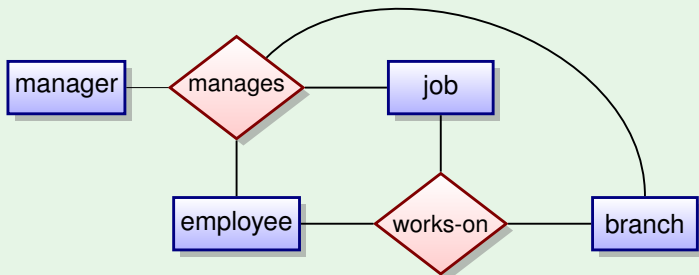 manager
manages
job
employee
works-on
branch